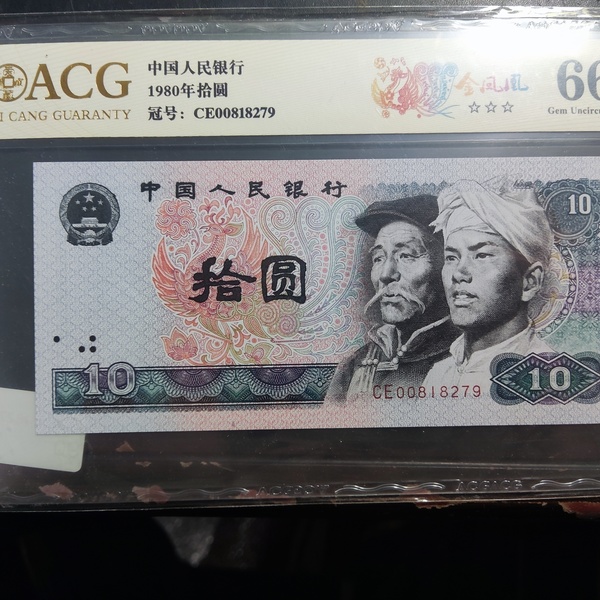 ACG
I CANG GUARANTY
中国人民银行
1980年拾圆
冠号: CE00818279
金凤凰
66
Gem Uncirc
中国人民银行
10
拾圆
10
CE00818279
10